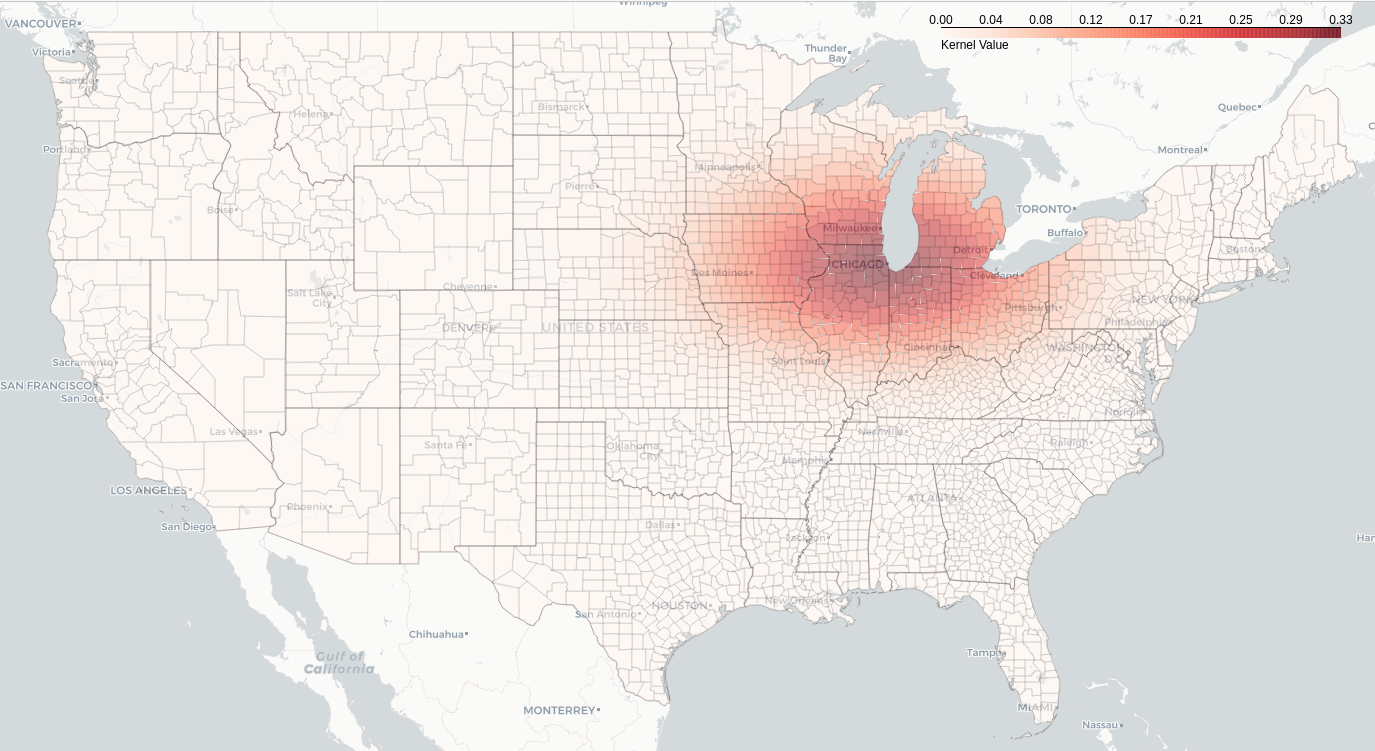 Winnipeg
0.00 0.04 0.08 0.12 0.17 0.21 0.25 0.29 0.33
Kernel Value
VANCOUVER
Victoria
Thunder
Bay
Seattle
Bismarck
Quebec
Helena
Portland
Montreal
Minneapolis
Pierre
Boise
TORONTO
Milwaukee
Buffalo
Detroit
Boston
CHICAGO
Des Moines
Cleveland
Cheyenne
Salt Lake
City
NEW YORK
Pittsburgh
DENVER
UNITED STATES
Philadelphia
Cincinnati
WASHINGTON
D.C.
Sacramento
Saint Louis
SAN FRANCISCO
San Jose
Norfolk
Las Vegas
Nashville
Raleigh
Santa Fe
Oklahoma
City
Memphis
LOS ANGELES
ATLANTA
Phoenix
San Diego
Dallas
Jackson
Han
New Orleans
HOUSTON
San Antonio
Chihuahua
Gulf of
California
Tampa
MIAMI
MONTERREY
Nassau